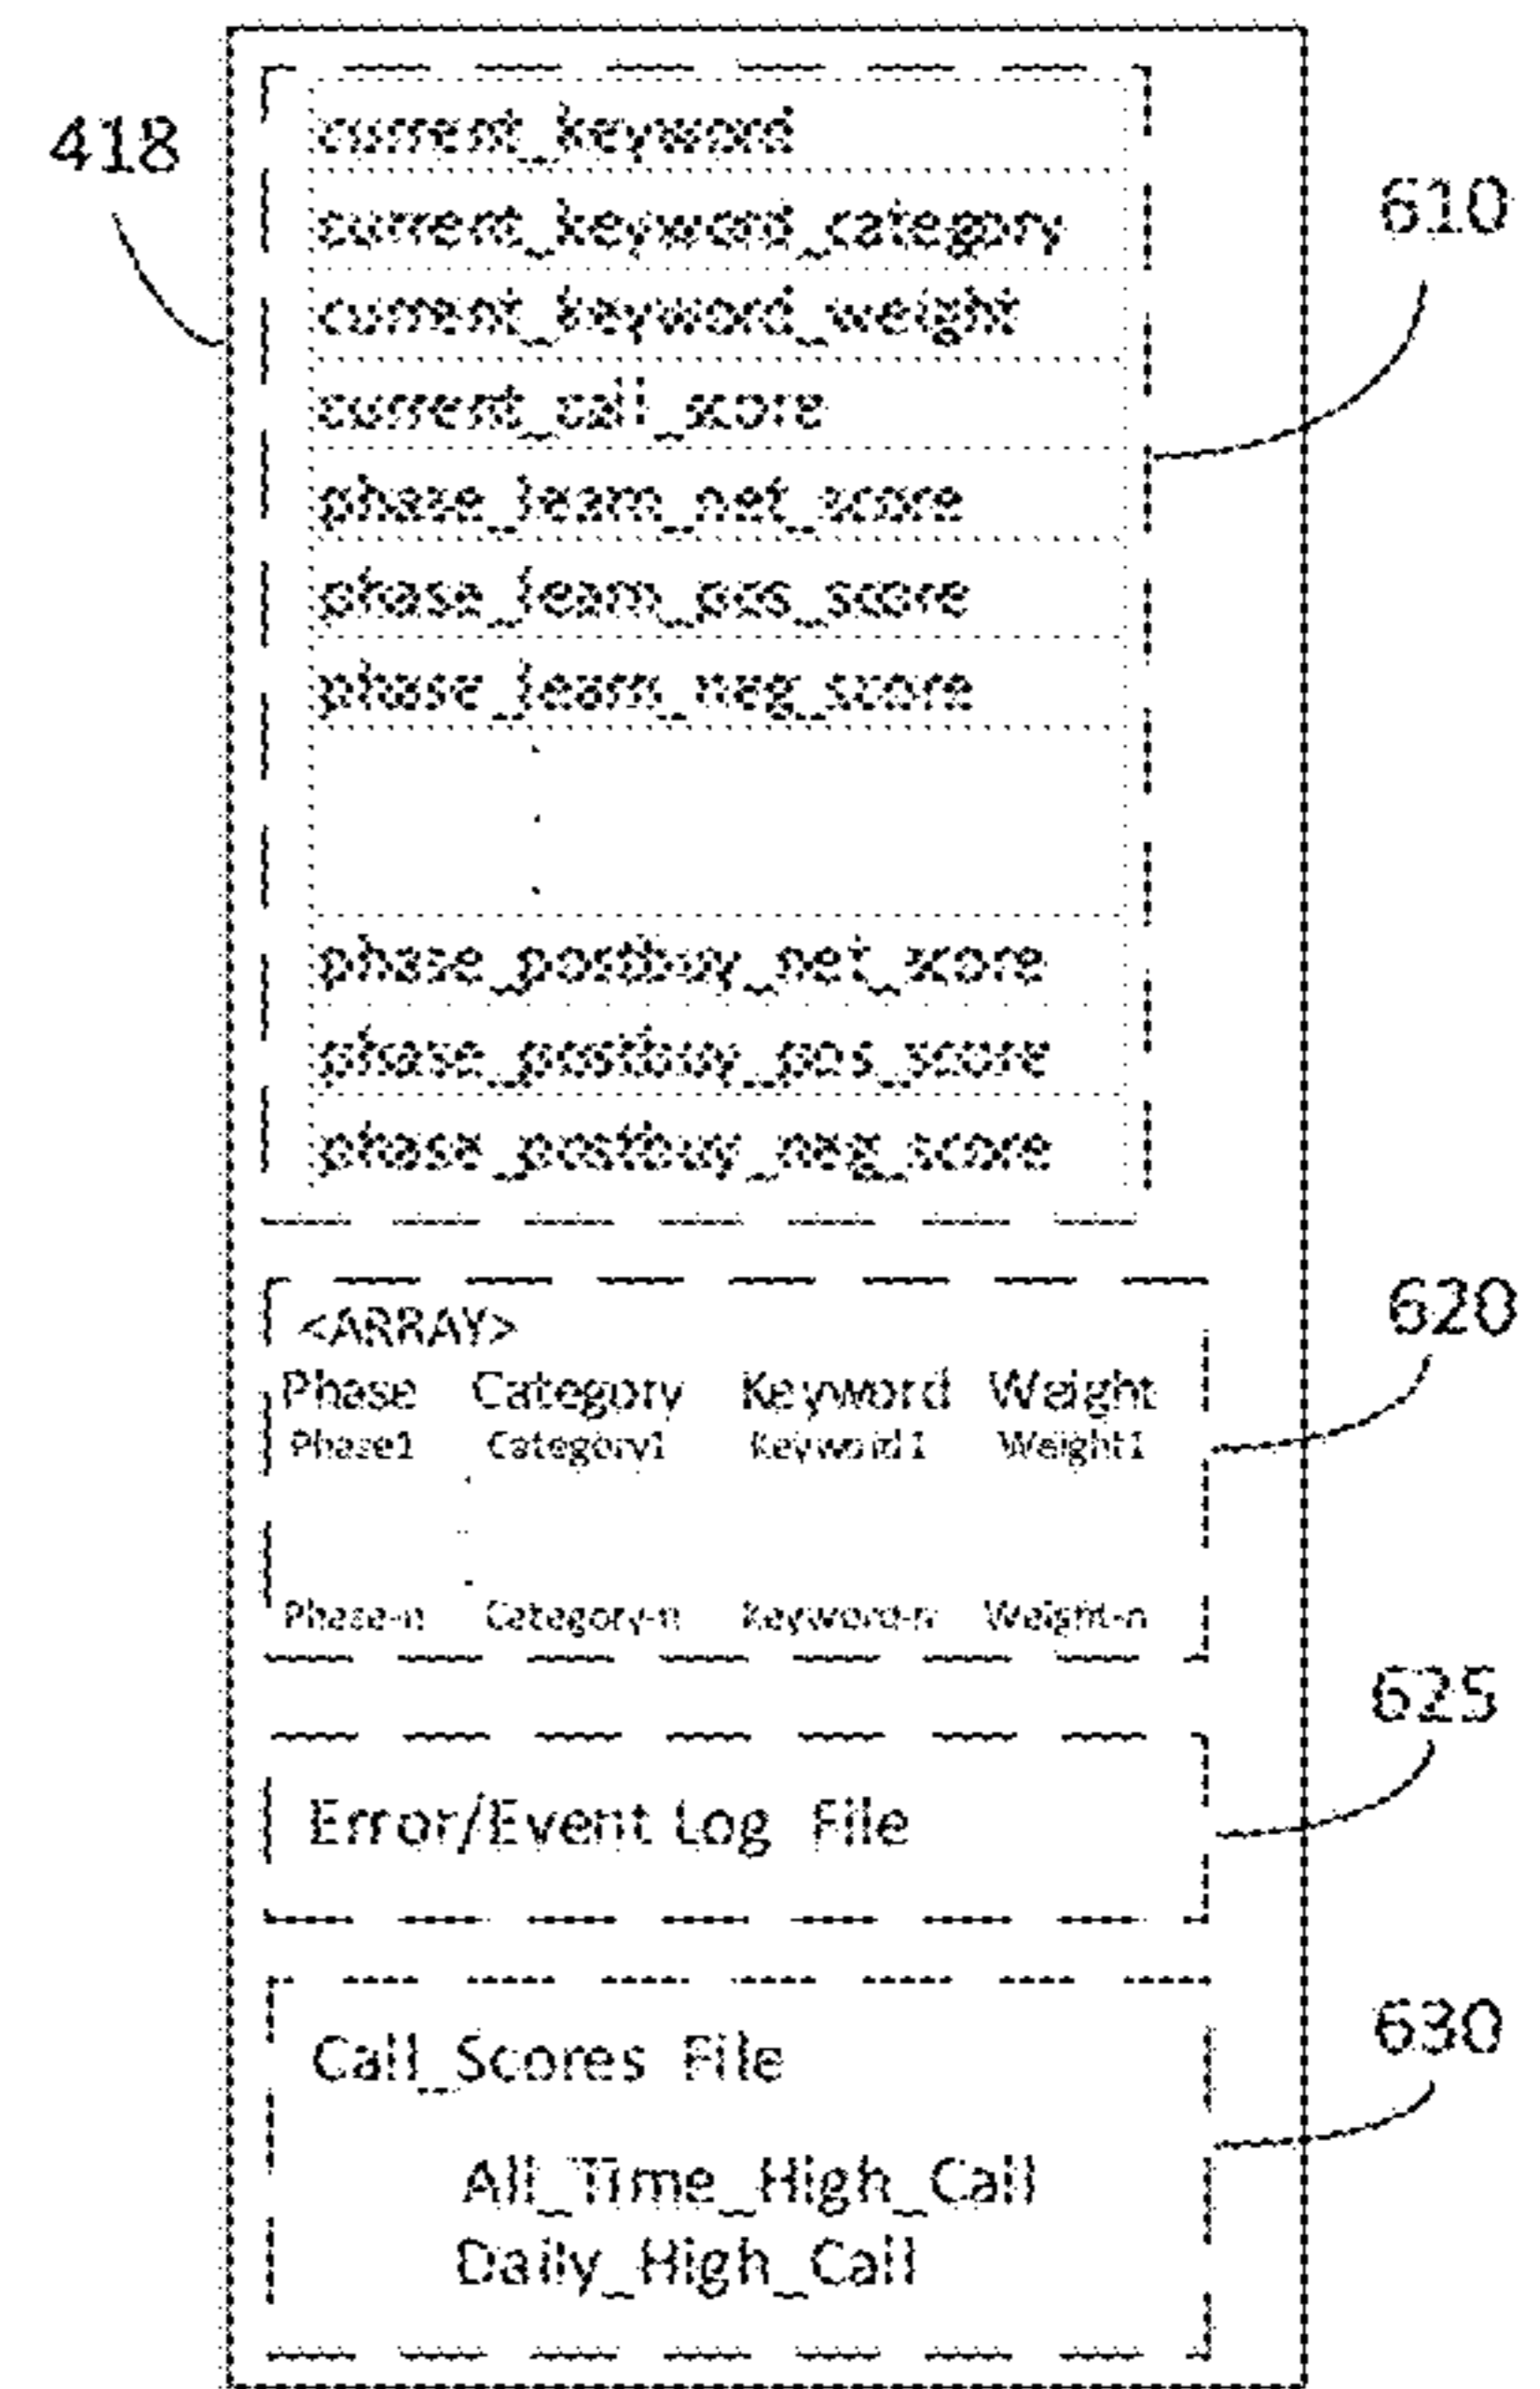 418
current_keyword
current_keyword_category
610
current_keyword_weight
current_call_score
phase_learn_net_score
phase_learn_pos_score
phase_learn_neg_score
phase_postbuy_net_score
phase_postbuy_pos_score
phase_postbuy_neg_score
<ARRAY>
620
Phase Category Keyword Weight
Phase1 Category1 Keyword1 Weight1
Phase-n Category-n Keyword-n Weight-n
625
Error/Event Log File
630
Call_Scores File
All_Time_High_Call
Daily_High_Call